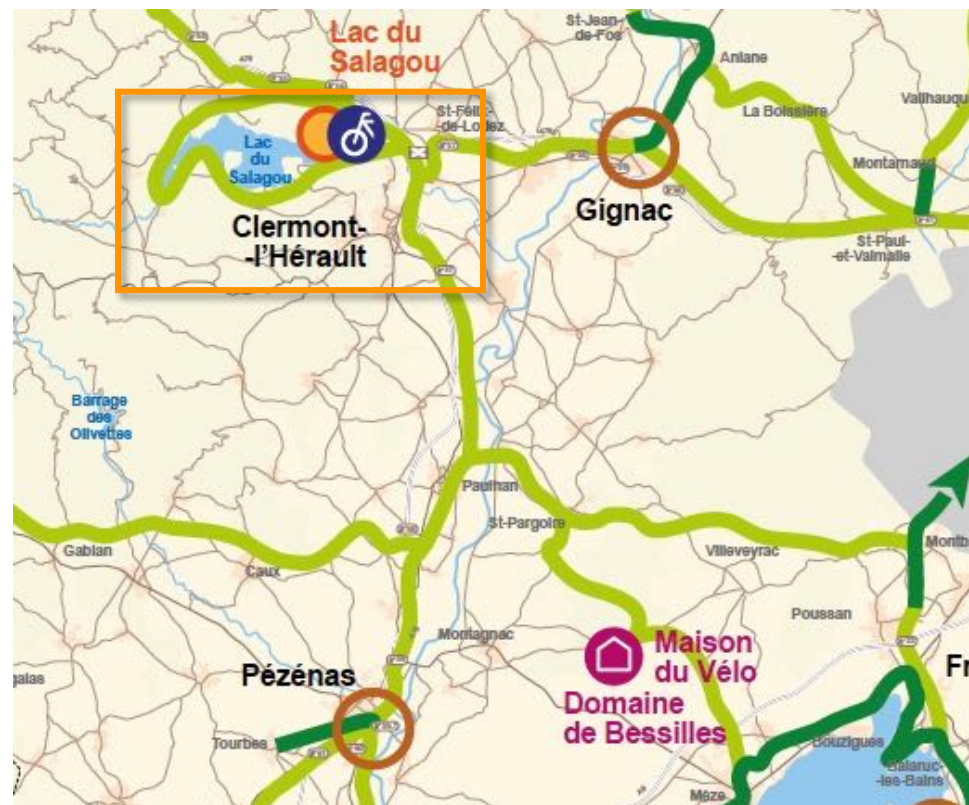 St-Jean-
de-Fos
Lac du
Salagou
Aniane
La Boissière
Vailhauqu
St-Félix-
-de-Lodez
Lac
du
Salagou
Montarnaud
Clermont-
-l'Hérault
Gignac
St-Paul-
-et-Valmalle
Barrage
des
Olivettes
Paulhan
St-Pargoire
Gabian
Caux
Villeveyrac
Montb
Poussan
Montagnac
Maison
du Vélo
Domaine
de Bessilles
Fr
galas
Pézénas
Tourbes
Bouzigues
Balaruc-
-les-Bains
Mèze